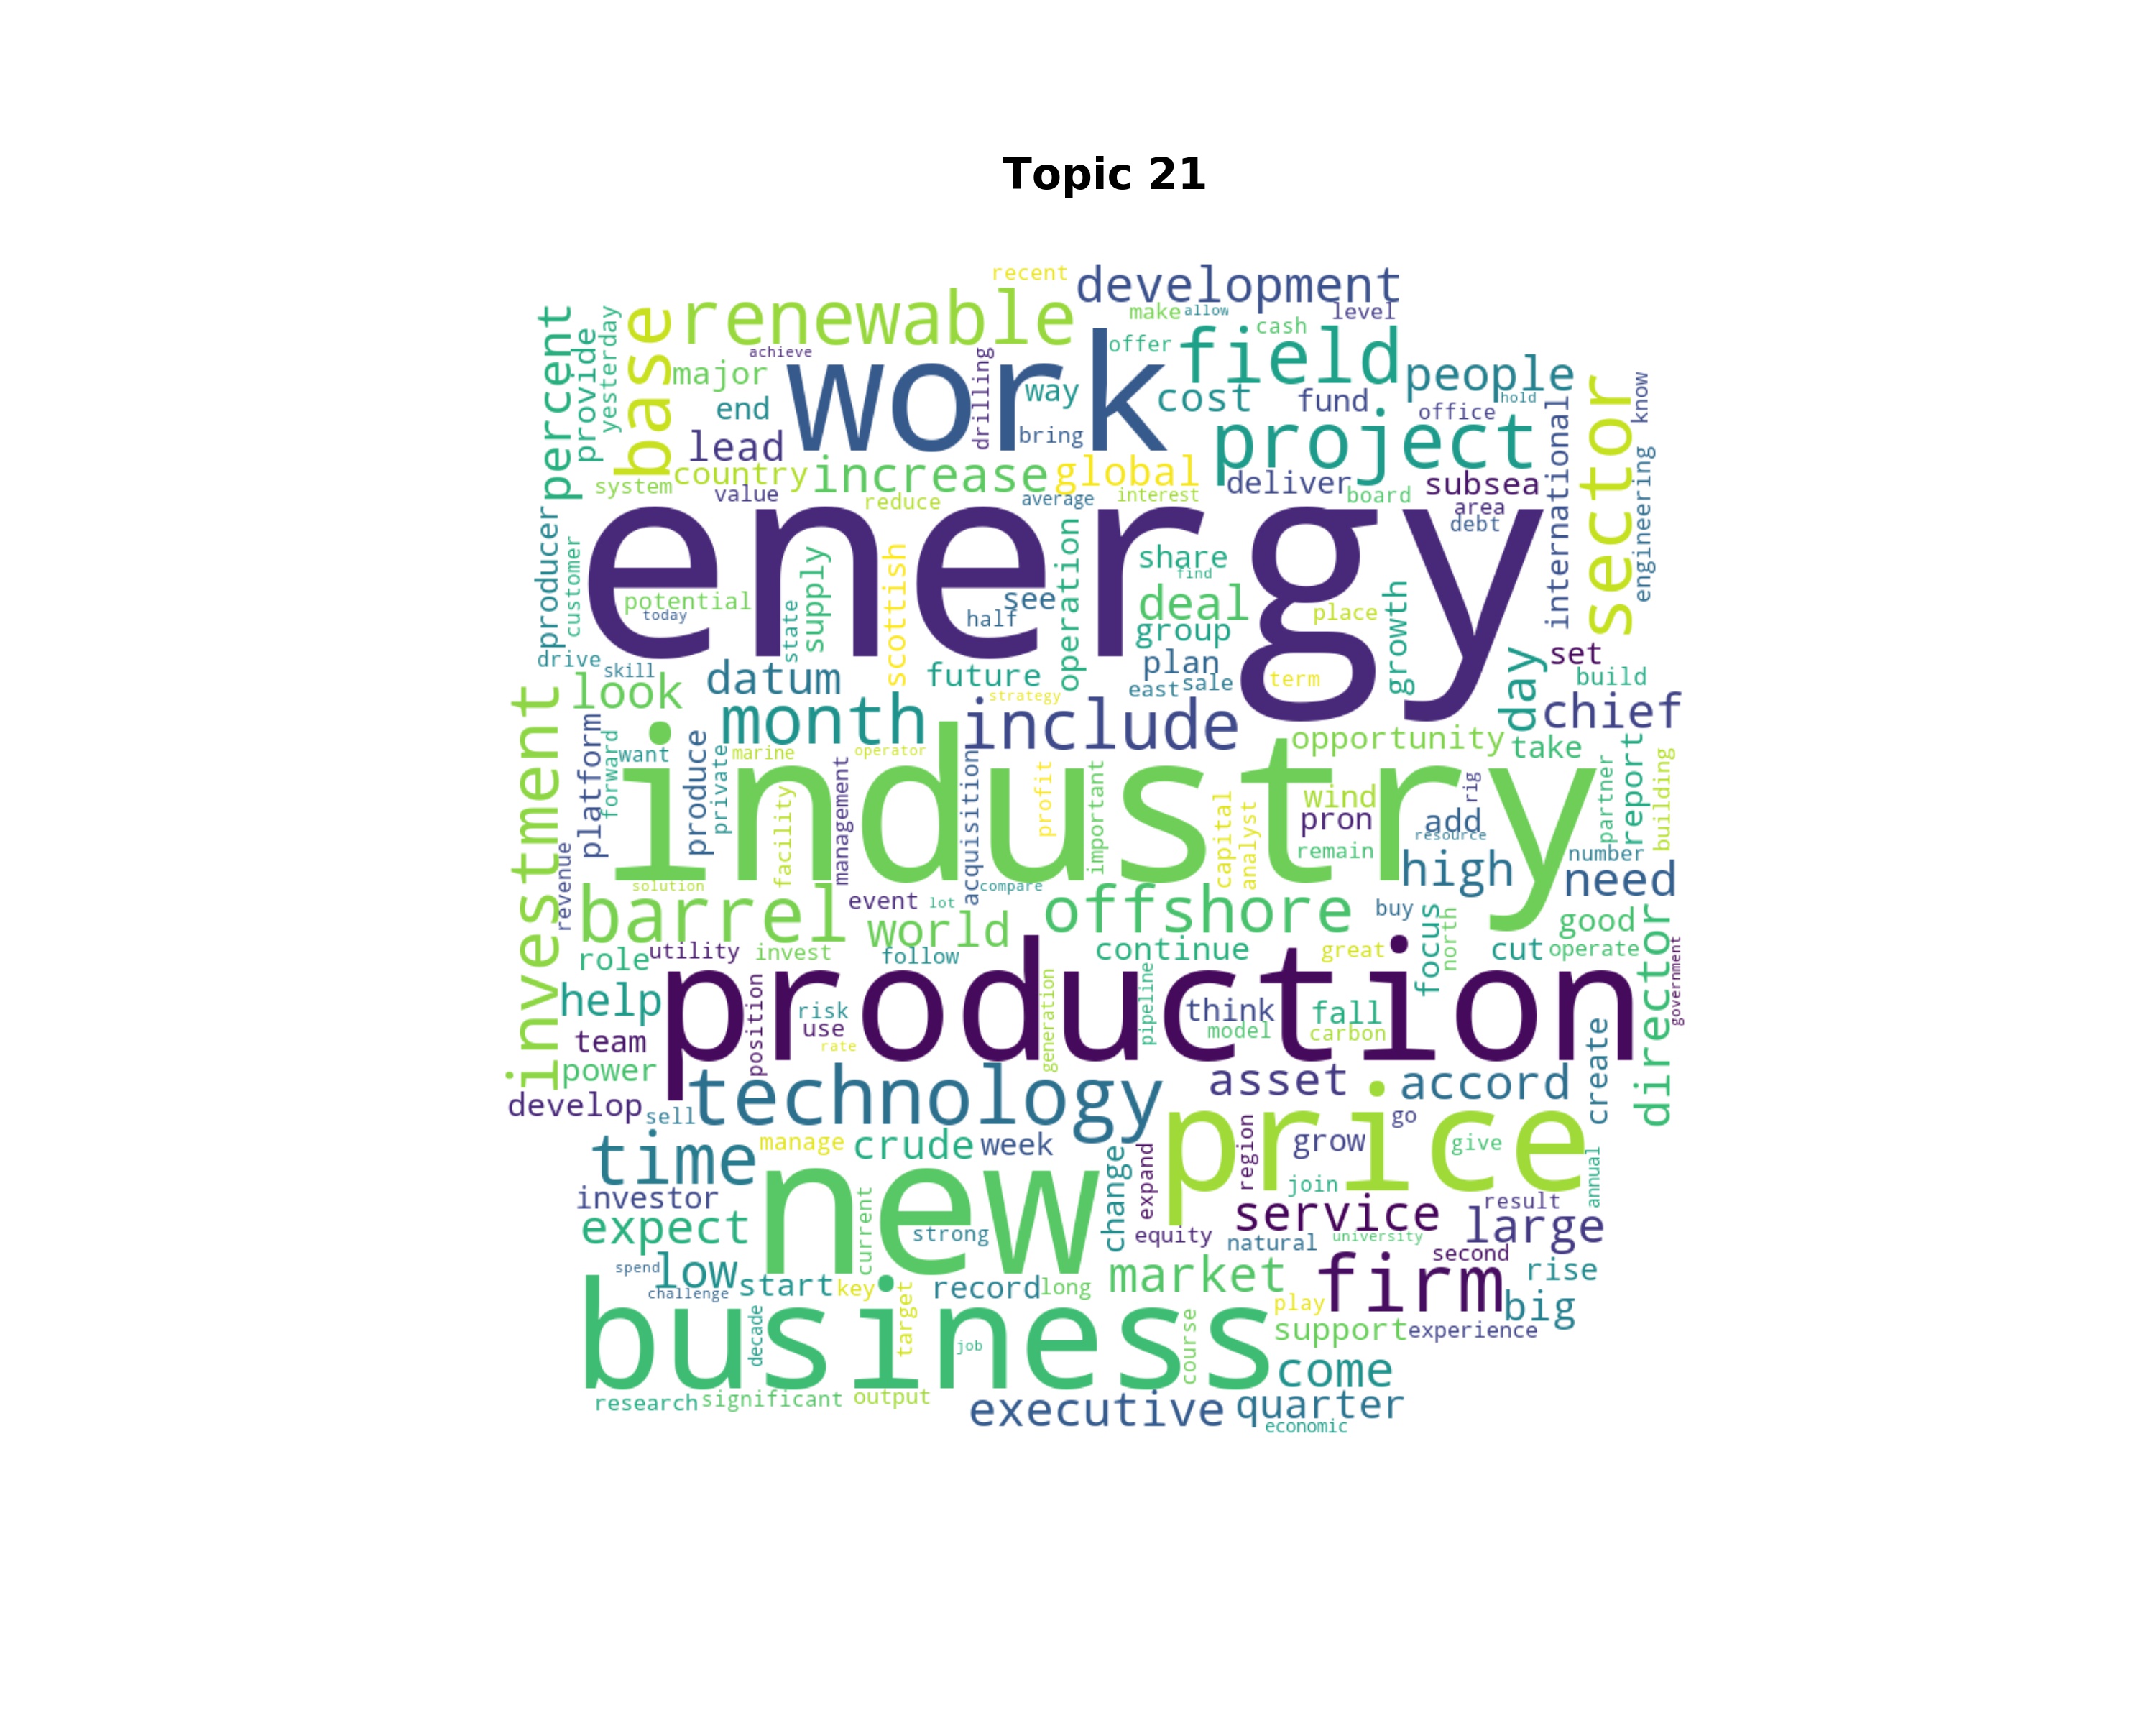 Topic 21
recent
development
renewable
make
allow
level
cash
percent
provide
yesterday
base
achieve
work
offer
field
major
drilling
way
cost
people
hold
end
fund
office
know
lead
bring
project
international
sector
country
increase
global
system
value
reduce
average
interest
deliver
board
subsea
area
debt
engineering
energy
producer
customer
potential
today
state
supply
scottish
see
half
operation
share
find
deal
group
place
growth
drive
skill
look
datum
future
plan
east
sale
term
strategy
set
build
day
chief
investment
month
include
opportunity
take
platform
forward
want
produce
private
marine
operator
industry
facility
management
acquisition
profit
important
capital
analyst
wind
pron
rig
add
resource
remain
partner
report
building
number
high
need
revenue
solution
compare
barrel
event
lot
world
offshore
buy
focus
north
good
role
utility
invest
follow
continue
great
cut
operate
director
government
help
production
position
risk
use
rate
generation
pipeline
think
model
fall
carbon
team
power
develop
sell
technology
asset
accord
create
price
time
manage
crude
week
change
expand
region
grow
go
give
annual
join
investor
expect
new
current
strong
equity
service
natural
university
result
large
second
spend
low
challenge
start
key
record
long
market
firm
rise
play
big
business
decade
target
job
course
support
experience
come
research
significant
output
executive
quarter
economic